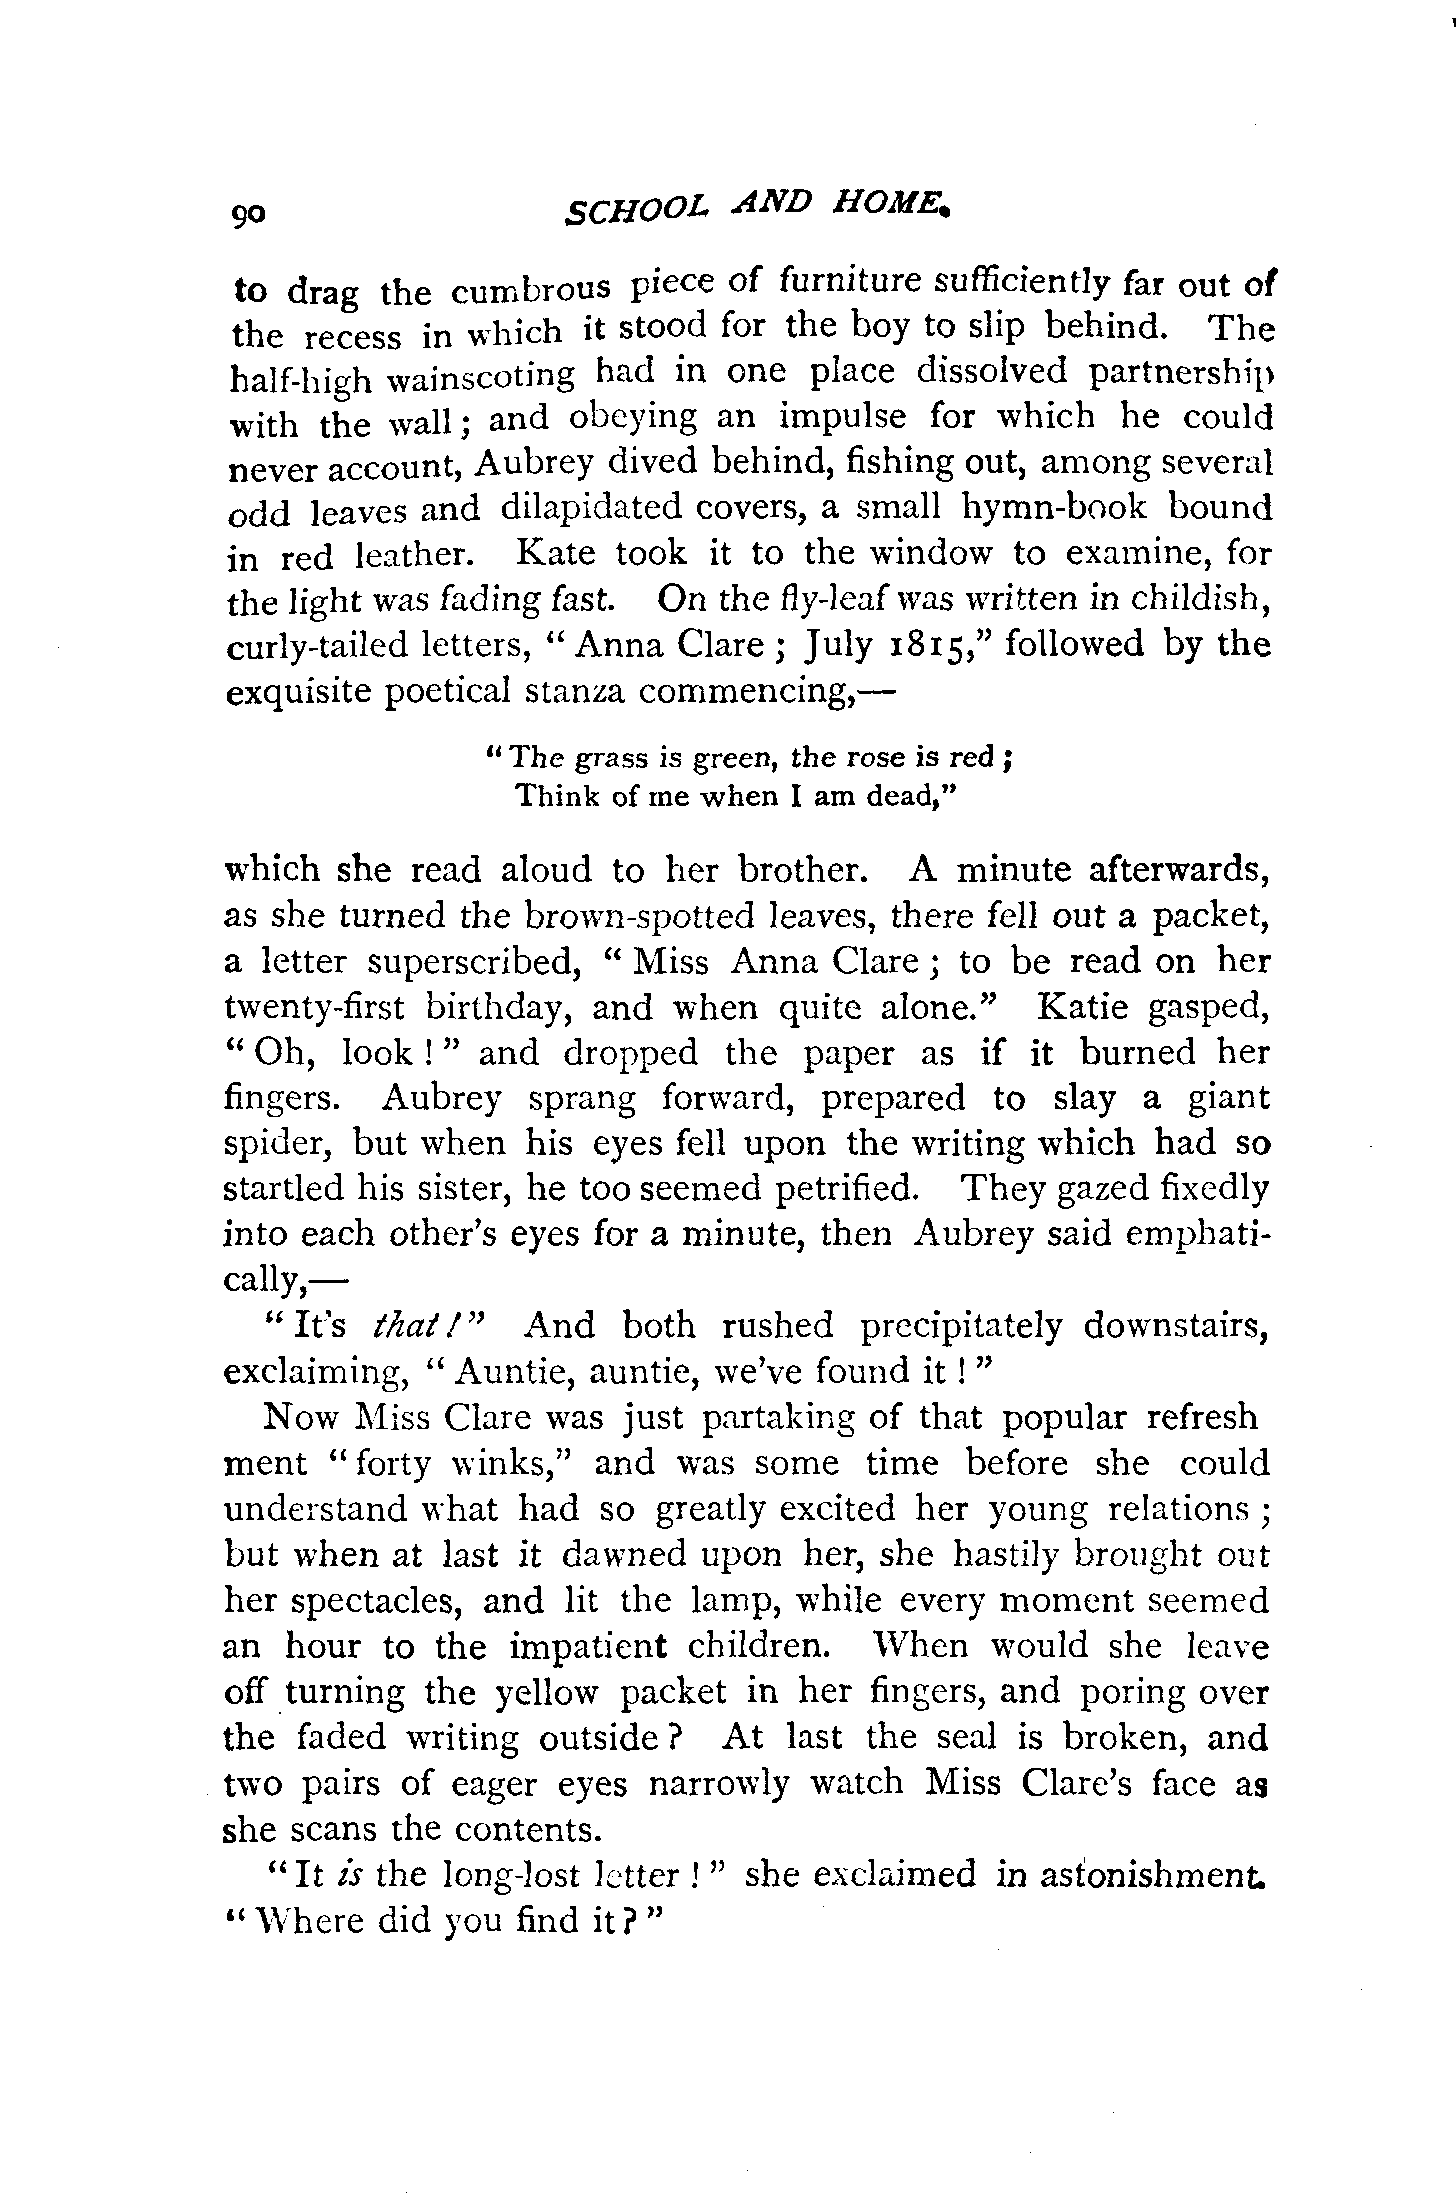 90 SCHOOL AND HOME.
to drag the cumbrous piece of furniture sufficiently far out of
the recess in which it stood for the boy to slip behind. The
half-high wainscoting had in one place dissolved partnership
with the wall; and obeying an impulse for which he could
never account, Aubrey dived behind, fishing out, among several
odd leaves and dilapidated covers, a small hymn-book bound
in red leather. Kate took it to the window to examine, for
the light was fading fast. On the fly-leaf was written in childish,
curly-tailed letters, “Anna Clare; July 1815,” followed by the
exquisite poetical stanza commencing,—
“The grass is green, the rose is red;
Think of me when I am dead,”
which she read aloud to her brother. A minute afterwards,
as she turned the brown-spotted leaves, there fell out a packet,
a letter superscribed, “Miss Anna Clare; to be read on her
twenty-first birthday, and when quite alone.” Katie gasped,
“Oh, look!” and dropped the paper as if it burned her
fingers. Aubrey sprang forward, prepared to slay a giant
spider, but when his eyes fell upon the writing which had so
startled his sister, he too seemed petrified. They gazed fixedly
into each other's eyes for a minute, then Aubrey said emphati-
cally,—
“It's that!” And both rushed precipitately downstairs,
exclaiming, “Auntie, auntie, we've found it!”
Now Miss Clare was just partaking of that popular refresh
ment “forty winks,” and was some time before she could
understand what had so greatly excited her young relations;
but when at last it dawned upon her, she hastily brought out
her spectacles, and lit the lamp, while every moment seemed
an hour to the impatient children. When would she leave
off turning the yellow packet in her fingers, and poring over
the faded writing outside? At last the seal is broken, and
two pairs of eager eyes narrowly watch Miss Clare's face as
she scans the contents.
“It is the long-lost letter!” she exclaimed in astonishment.
“Where did you find it?”